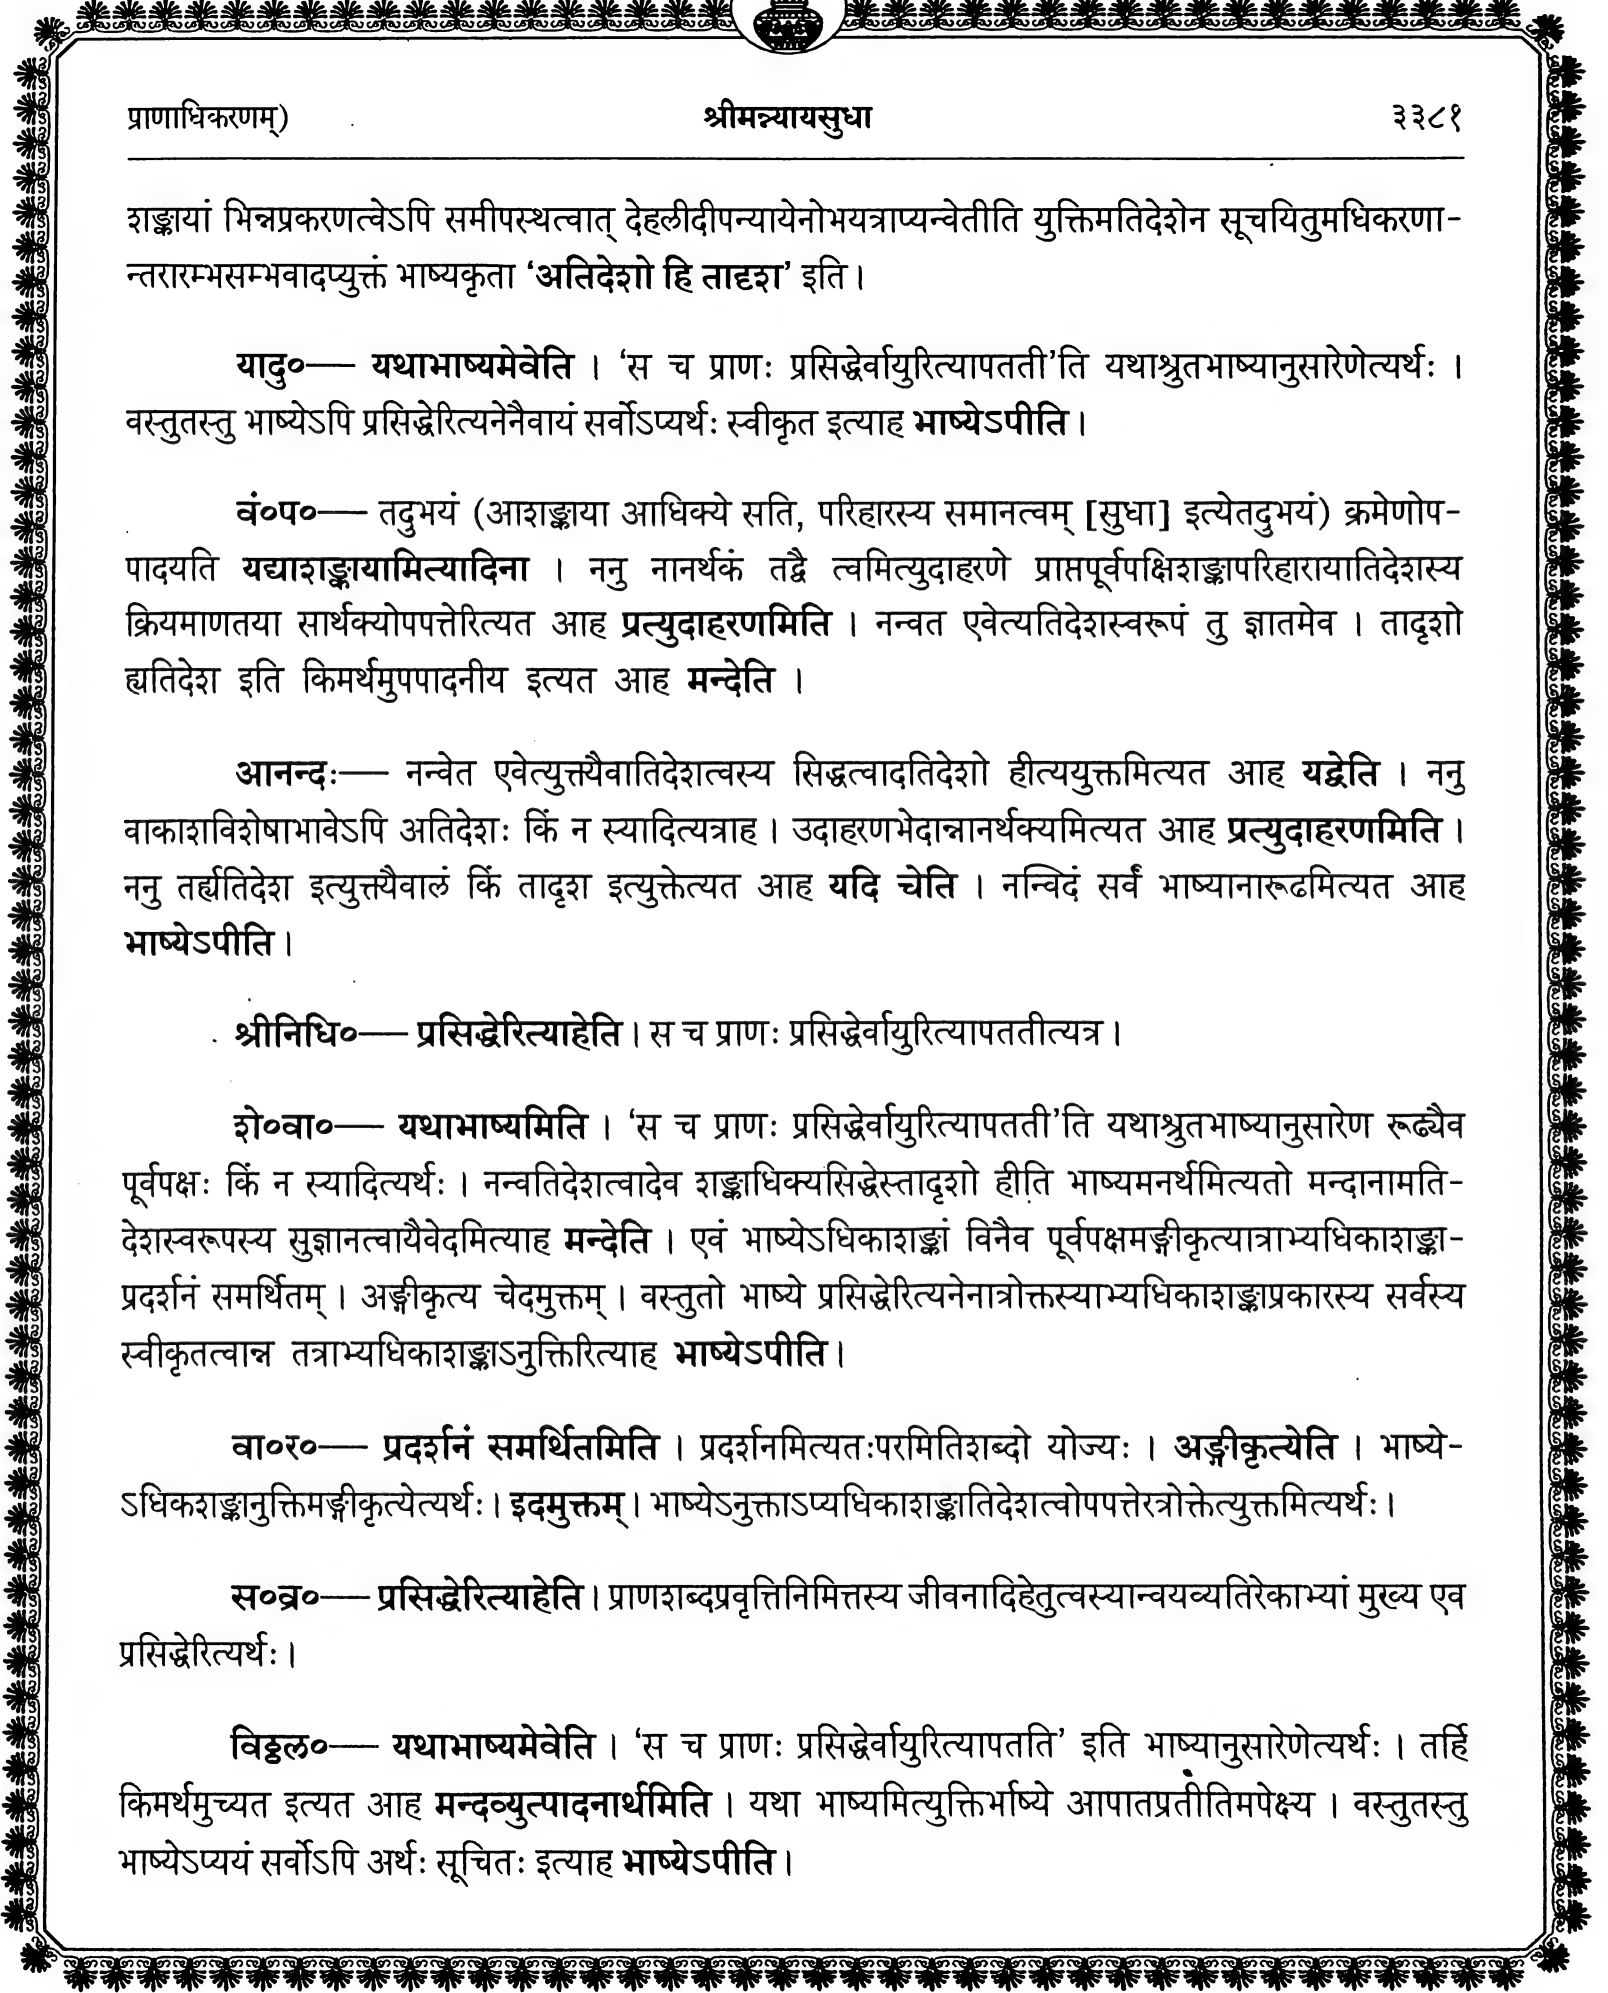 प्राणाधिकरणम्)
श्रीमन्न्यायसुधा
३३८१
शङ्कायां भिन्नप्रकरणत्वेऽपि समीपस्थत्वात् देहलीदीपन्यायेनोभयत्राप्यन्वेतीति युक्तिमतिदेशेन सूचयितुमधिकरणा-
न्तरारम्भसम्भवादप्युक्तं भाष्यकृता ‘अतिदेशो हि तादृश’ इति।
यादु०— यथाभाष्यमेवेति । ‘स च प्राणः प्रसिद्धेर्वायुरित्यापतती’ति यथाश्रुतभाष्यानुसारेणेत्यर्थः ।
वस्तुतस्तु भाष्येऽपि प्रसिद्धेरित्यनेनैवायं सर्वोऽप्यर्थः स्वीकृत इत्याह भाष्येऽपीति।
वं०प०— तदुभयं (आशङ्काया आधिक्ये सति, परिहारस्य समानत्वम् [सुधा] इत्येतदुभयं) क्रमेणोप-
पादयति यद्याशङ्कायामित्यादिना । ननु नानर्थकं तद्वै त्वमित्युदाहरणे प्राप्तपूर्वपक्षिशङ्कापरिहारायातिदेशस्य
क्रियमाणतया सार्थक्योपपत्तेरित्यत आह प्रत्युदाहरणमिति । नन्वत एवेत्यतिदेशस्वरूपं तु ज्ञातमेव । तादृशो
ह्यतिदेश इति किमर्थमुपपादनीय इत्यत आह मन्देति ।
आनन्दः— नन्वेत एवेत्युक्त्यैवातिदेशत्वस्य सिद्धत्वादतिदेशो हीत्ययुक्तमित्यत आह यद्वेति । ननु
वाकाशाविशेषाभावेऽपि अतिदेशः किं न स्यादित्यत्राह। उदाहरणभेदान्नानर्थक्यमित्यत आह प्रत्युदाहरणमिति।
ननु तर्ह्यतिदेश इत्युक्त्यैवालं किं तादृश इत्युक्तेत्यत आह यदि चेति । नन्विदं सर्वं भाष्यानारूढमित्यत आह
भाष्येऽपीति।
श्रीनिधि०— प्रसिद्धेरित्याहेति। स च प्राणः प्रसिद्धेर्वायुरित्यापततीत्यत्र।
शे०वा०— यथाभाष्यमिति। ‘स च प्राणः प्रसिद्धेर्वायुरित्यापतती’ति यथाश्रुतभाष्यानुसारेण रूढ्यैव
पूर्वपक्षः किं न स्यादित्यर्थः। नन्वतिदेशत्वादेव शङ्काधिक्यसिद्धेस्तादृशो हीति भाष्यमनर्थमित्यतो मन्दानामति-
देशस्वरूपस्य सुज्ञानत्वायैवेदमित्याह मन्देति । एवं भाष्येऽधिकाशङ्कां विनैव पूर्वपक्षमङ्गीकृत्यात्राभ्यधिकाशङ्का-
प्रदर्शनं समर्थितम्। अङ्गीकृत्य चेदमुक्तम्। वस्तुतो भाष्ये प्रसिद्धेरित्यनेनात्रोक्तस्याभ्यधिकाशङ्काप्रकारस्य सर्वस्य
स्वीकृतत्वान्न तत्राभ्यधिकाशङ्काऽनुक्तिरित्याह भाष्येऽपीति।
वा०र०— प्रदर्शनं समर्थितमिति । प्रदर्शनमित्यतःपरमितिशब्दो योज्यः । अङ्गीकृत्येति । भाष्ये-
ऽधिकशङ्कानुक्तिमङ्गीकृत्येत्यर्थः। इदमुक्तम्। भाष्येऽनुक्ताऽप्यधिकाशङ्कातिदेशत्वोपपत्तेरत्रोक्तेत्युक्तमित्यर्थः।
स०व्र०— प्रसिद्धेरित्याहेति। प्राणशब्दप्रवृत्तिनिमित्तस्य जीवनादिहेतुत्वस्यान्वयव्यतिरेकाभ्यां मुख्य एव
प्रसिद्धेरित्यर्थः।
विठ्ठल०— यथाभाष्यमेवेति। ‘स च प्राणः प्रसिद्धेर्वायुरित्यापतति’ इति भाष्यानुसारेणेत्यर्थः। तर्हि
किमर्थमुच्यत इत्यत आह मन्दव्युत्पादनार्थमिति । यथा भाष्यमित्युक्तिर्भाष्ये आपातप्रतीतिमपेक्ष्य । वस्तुतस्तु
भाष्येऽप्ययं सर्वोऽपि अर्थः सूचितः इत्याह भाष्येऽपीति।